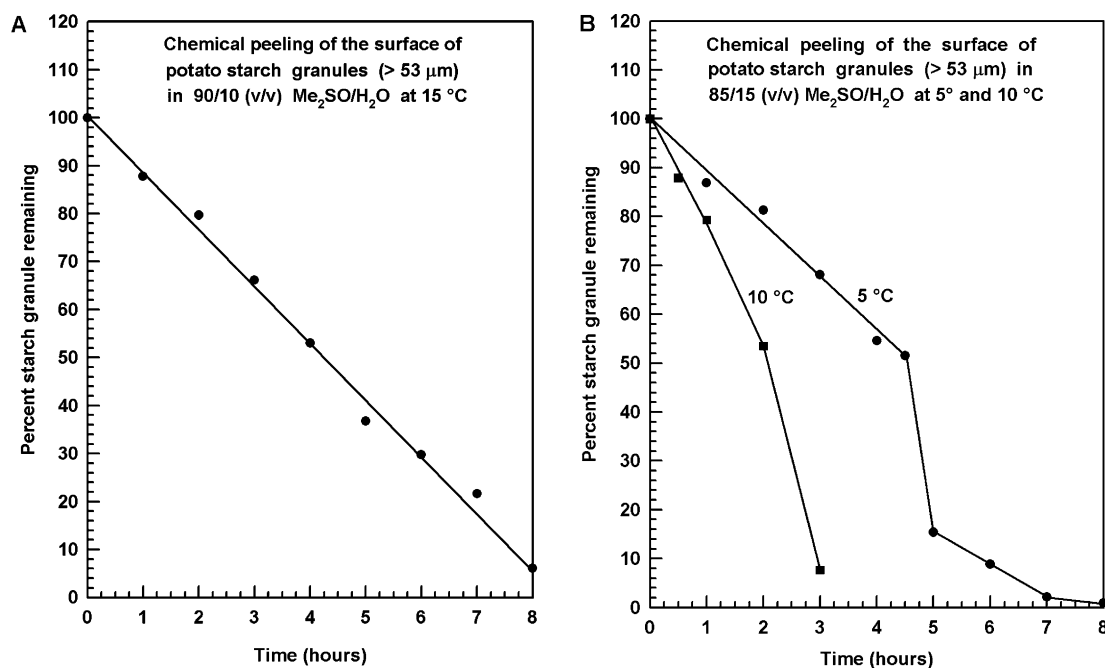 A
Chemical peeling of the surface of
potato starch granules (> 53 μm)
in 90/10 (v/v) Me₂SO/H₂O at 15 °C
Percent starch granule remaining
120
110
100
90
80
70
60
50
40
30
20
10
0
0 1 2 3 4 5 6 7 8
Time (hours)
B
Chemical peeling of the surface of
potato starch granules (> 53 μm) in
85/15 (v/v) Me₂SO/H₂O at 5° and 10 °C
Percent starch granule remaining
120
110
100
90
80
70
60
50
40
30
20
10
0
10 °C
5 °C
0 1 2 3 4 5 6 7 8
Time (hours)